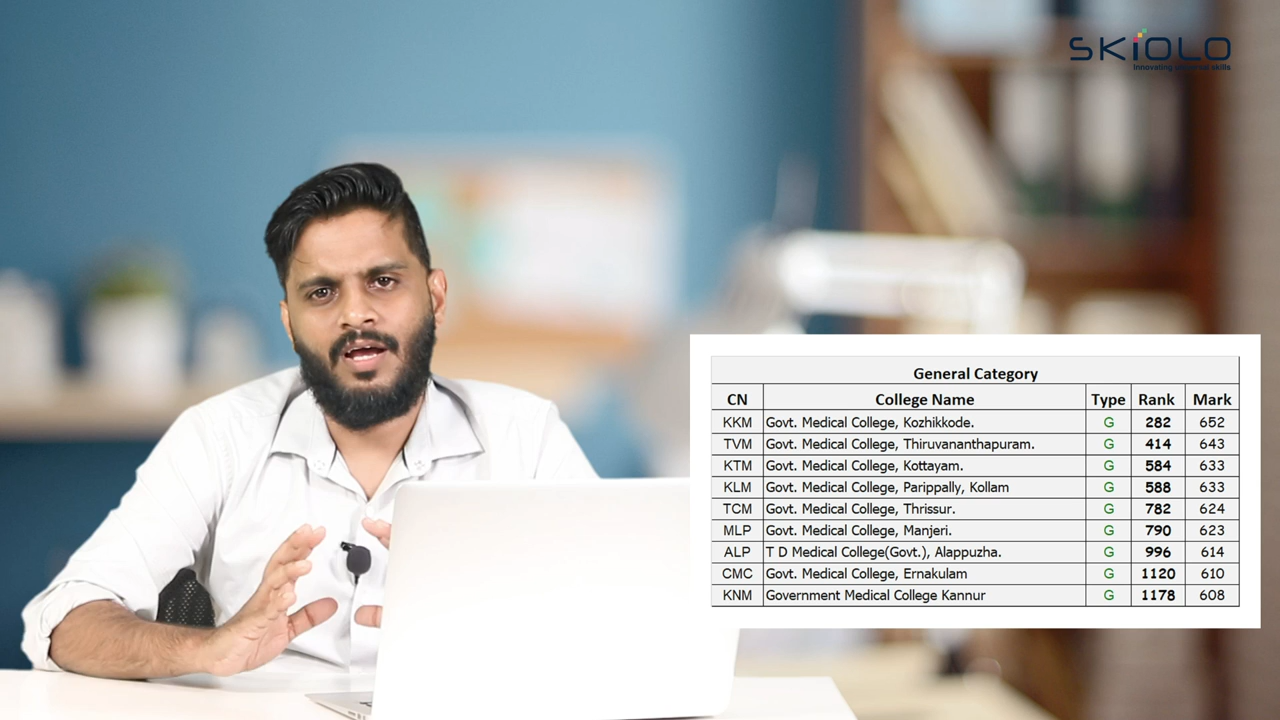 SKiOLO
Innovating skills
General Category
CN College Name Type Rank Mark
KKM Govt. Medical College, Kozhikkode. G 282 652
TVM Govt. Medical College, Thiruvananthapuram. G 414 643
KTM Govt. Medical College, Kottayam. G 584 633
KLM Govt. Medical College, Parippally, Kollam G 588 633
TCM Govt. Medical College, Thrissur. G 782 624
MLP Govt. Medical College, Manjeri. G 790 623
ALP T D Medical College(Govt.), Alappuzha. G 996 614
CMC Govt. Medical College, Ernakulam G 1120 610
KNM Government Medical College Kannur G 1178 608